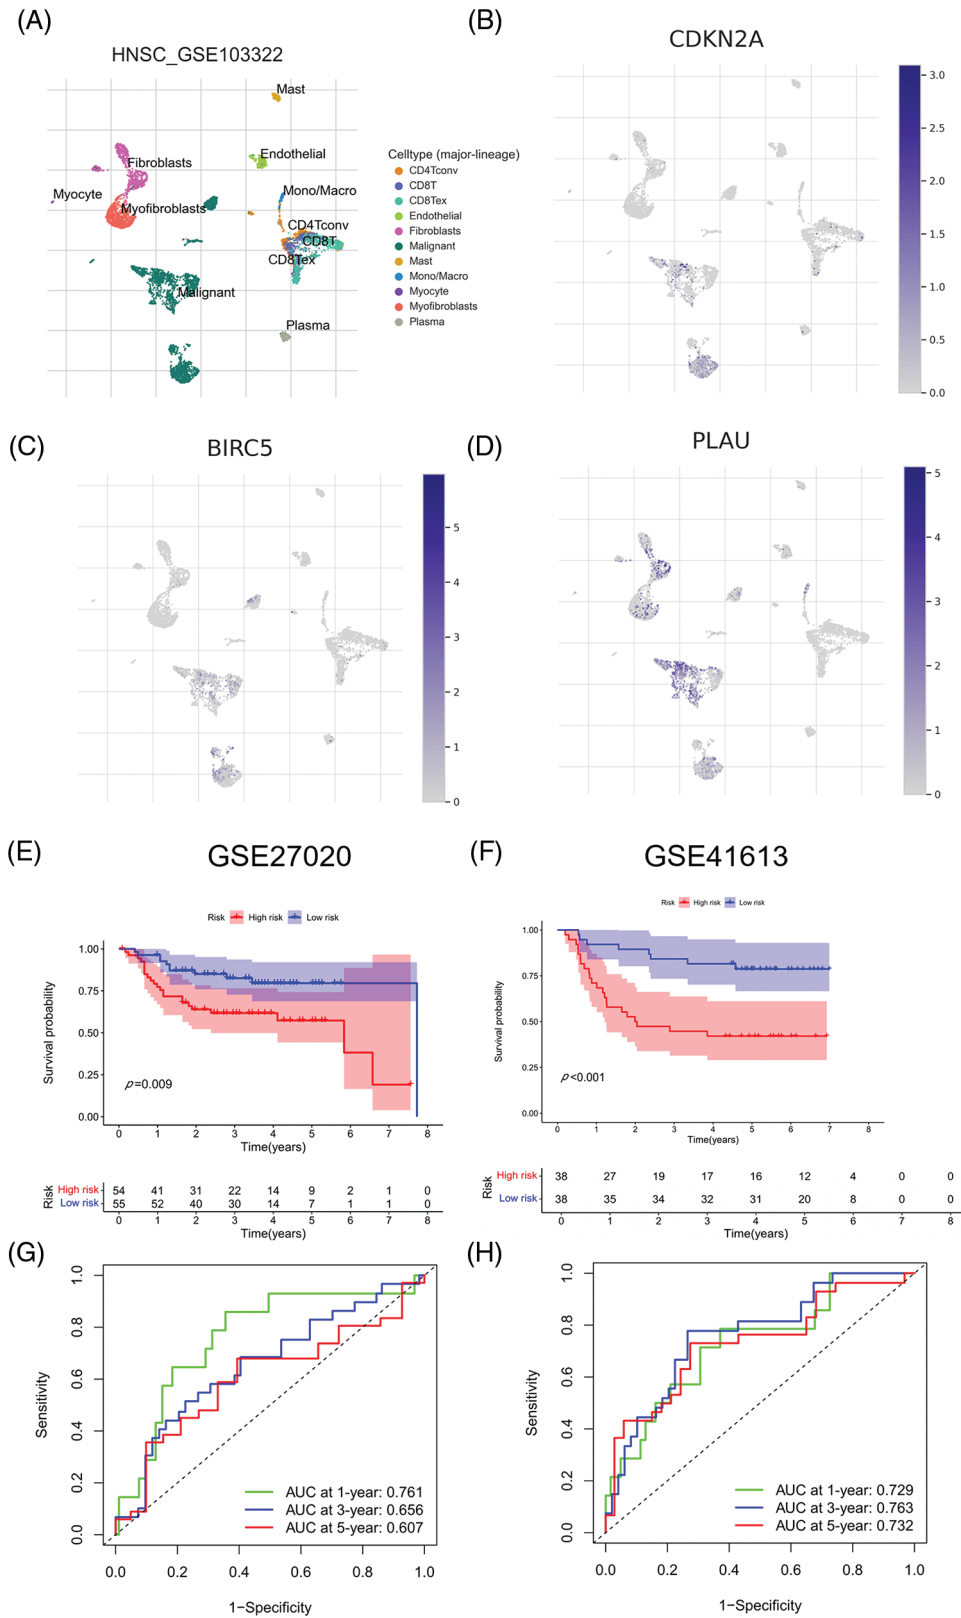 (A)
HNSC_GSE103322
Mast
Fibroblasts
Endothelial
Myocyte
Myofibroblasts
Mono/Macro
CD4Tconv
CD8T
CD8Tex
Malignant
Plasma
Celltype (major-lineage)
CD4Tconv
CD8T
CD8Tex
Endothelial
Fibroblasts
Malignant
Mast
Mono/Macro
Myocyte
Myofibroblasts
Plasma
(B)
CDKN2A
3.0
2.5
2.0
1.5
1.0
0.5
0.0
(C)
BIRC5
5
4
3
2
1
0
(D)
PLAU
5
4
3
2
1
0
(E)
GSE27020
Risk High risk Low risk
Survival probability
1.00
0.75
0.50
0.25
0.00
p=0.009
0 1 2 3 4 5 6 7 8
Time(years)
Risk
High risk 54 41 31 22 14 9 2 1 0
Low risk 55 52 40 30 14 7 1 1 0
0 1 2 3 4 5 6 7 8
Time(years)
(F)
GSE41613
Risk High risk Low risk
Survival probability
1.00
0.75
0.50
0.25
0.00
p<0.001
0 1 2 3 4 5 6 7 8
Time(years)
Risk
High risk 38 27 19 17 16 12 4 0 0
Low risk 38 35 34 32 31 20 8 0 0
0 1 2 3 4 5 6 7 8
Time(years)
(G)
Sensitivity
1.0
0.8
0.6
0.4
0.2
0.0
AUC at 1-year: 0.761
AUC at 3-year: 0.656
AUC at 5-year: 0.607
0.0 0.2 0.4 0.6 0.8 1.0
1−Specificity
(H)
Sensitivity
1.0
0.8
0.6
0.4
0.2
0.0
AUC at 1-year: 0.729
AUC at 3-year: 0.763
AUC at 5-year: 0.732
0.0 0.2 0.4 0.6 0.8 1.0
1−Specificity